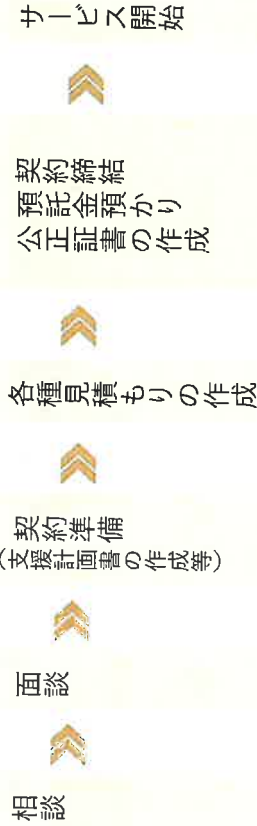 相談
面談
契約準備
（支援計画書の作成等）
各種見積もりの作成
契約締結
預託金預かり
公正証書の作成
サービス開始